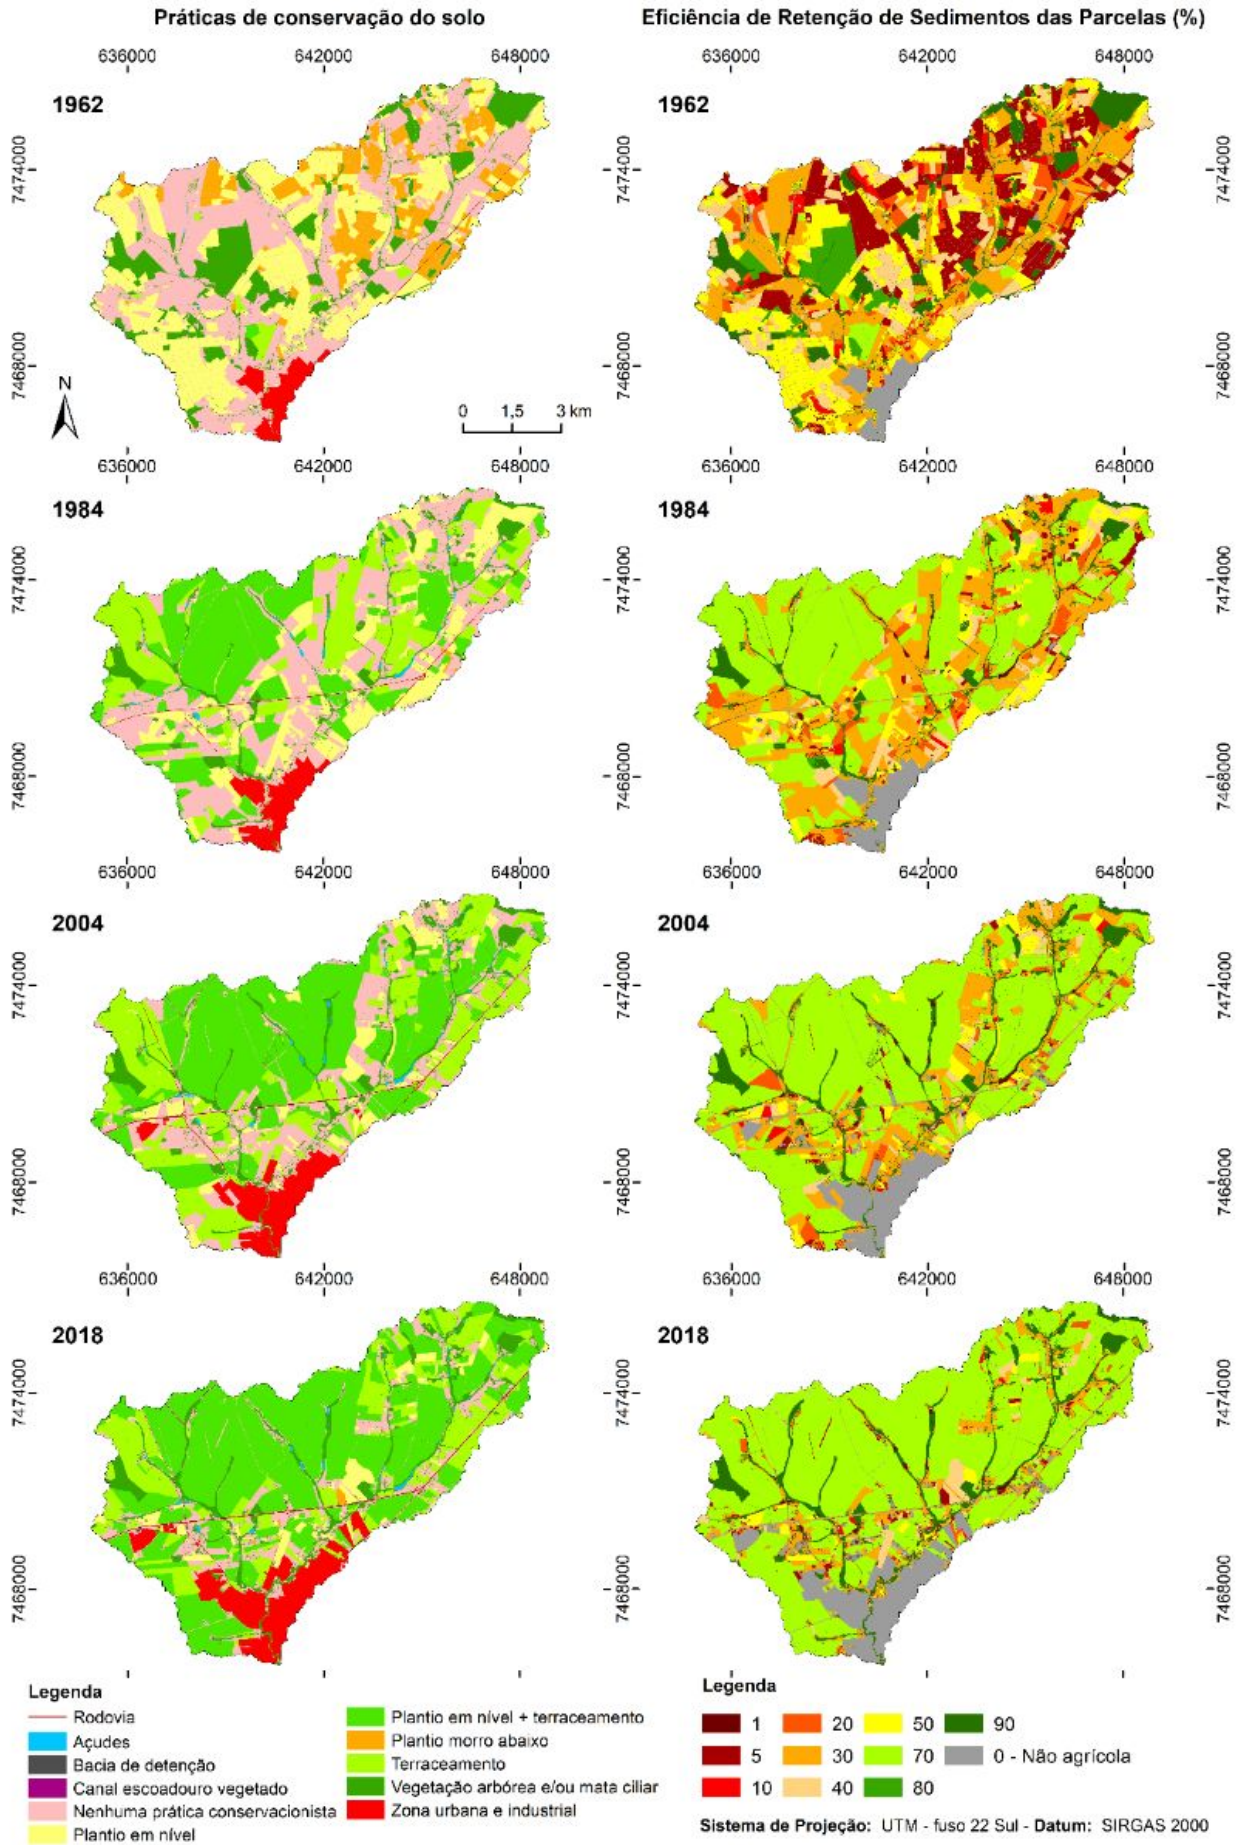 Práticas de conservação do solo
Eficiência de Retenção de Sedimentos das Parcelas (%)
636000 642000 648000
636000 642000 648000
1962
1962
7474000
7474000
7474000
7468000
7468000
7468000
N
0 1,5 3 km
636000 642000 648000
636000 642000 648000
1984
1984
7474000
7474000
7474000
7468000
7468000
7468000
636000 642000 648000
636000 642000 648000
2004
2004
7474000
7474000
7474000
7468000
7468000
7468000
636000 642000 648000
636000 642000 648000
2018
2018
7474000
7474000
7474000
7468000
7468000
7468000
Legenda
Rodovia
Açudes
Bacia de detenção
Canal escoadouro vegetado
Nenhuma prática conservacionista
Plantio em nível
Plantio em nível + terraceamento
Plantio morro abaixo
Terraceamento
Vegetação arbórea e/ou mata ciliar
Zona urbana e industrial
Legenda
1 20 50 90
5 30 70 0 - Não agrícola
10 40 80
Sistema de Projeção: UTM - fuso 22 Sul - Datum: SIRGAS 2000